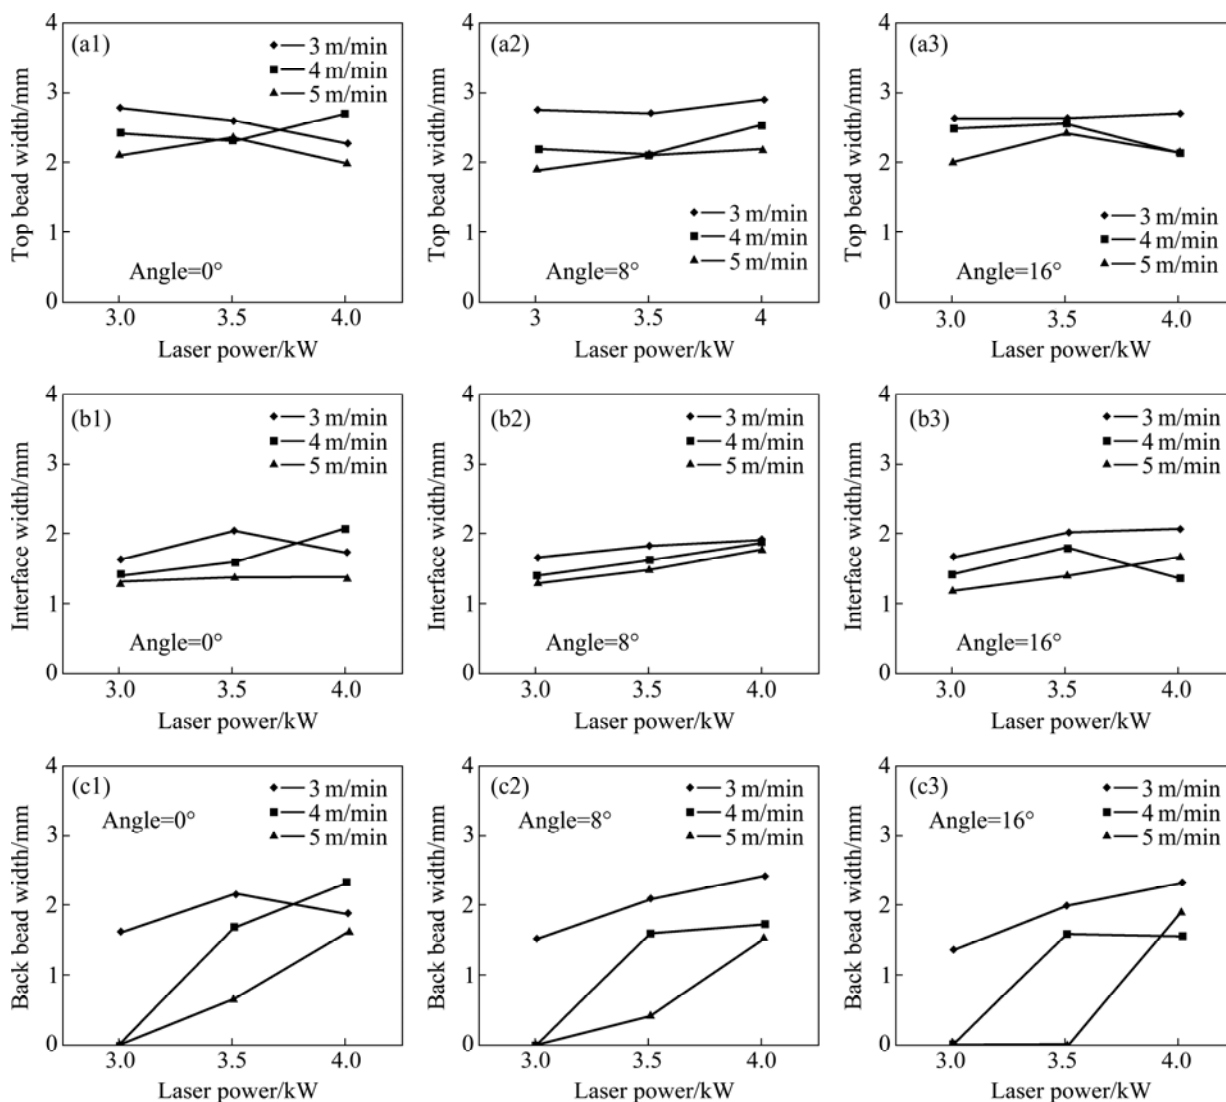 (a1)
3 m/min
4 m/min
5 m/min
Angle=0°
Top bead width/mm
4
3
2
1
0
3.0 3.5 4.0
Laser power/kW
(a2)
3 m/min
4 m/min
5 m/min
Angle=8°
Top bead width/mm
4
3
2
1
0
3 3.5 4
Laser power/kW
(a3)
3 m/min
4 m/min
5 m/min
Angle=16°
Top bead width/mm
4
3
2
1
0
3.0 3.5 4.0
Laser power/kW
(b1)
3 m/min
4 m/min
5 m/min
Angle=0°
Interface width/mm
4
3
2
1
0
3.0 3.5 4.0
Laser power/kW
(b2)
3 m/min
4 m/min
5 m/min
Angle=8°
Interface width/mm
4
3
2
1
0
3.0 3.5 4.0
Laser power/kW
(b3)
3 m/min
4 m/min
5 m/min
Angle=16°
Interface width/mm
4
3
2
1
0
3.0 3.5 4.0
Laser power/kW
(c1)
3 m/min
4 m/min
5 m/min
Angle=0°
Back bead width/mm
4
3
2
1
0
3.0 3.5 4.0
Laser power/kW
(c2)
3 m/min
4 m/min
5 m/min
Angle=8°
Back bead width/mm
4
3
2
1
0
3.0 3.5 4.0
Laser power/kW
(c3)
3 m/min
4 m/min
5 m/min
Angle=16°
Back bead width/mm
4
3
2
1
0
3.0 3.5 4.0
Laser power/kW